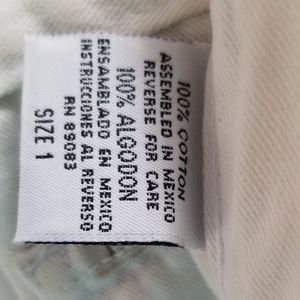 100% COTTON
ASSEMBLED IN MEXICO
REVERSE FOR CARE
100% ALGODON
ENSAMBLADO EN MEXICO
INSTRUCCIONES AL REVERSO
RN 89083
SIZE 1